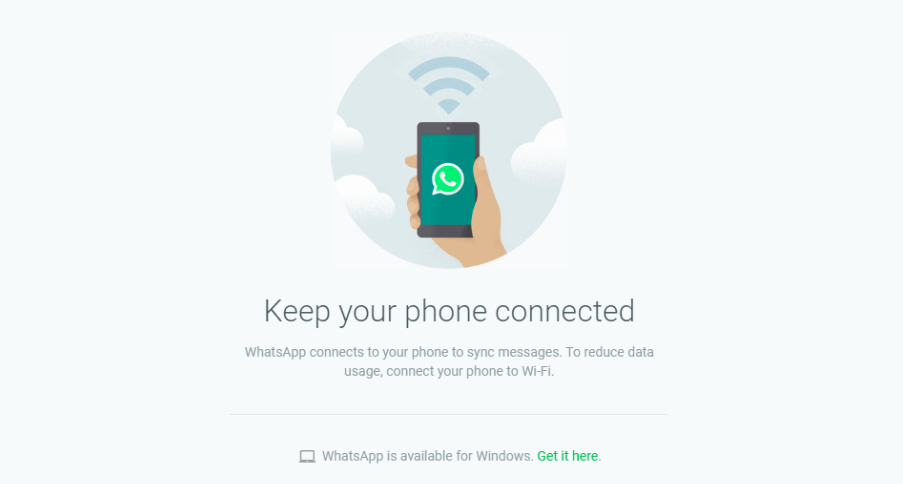 Keep your phone connected
WhatsApp connects to your phone to sync messages. To reduce data
usage, connect your phone to Wi-Fi.
WhatsApp is available for Windows. Get it here.